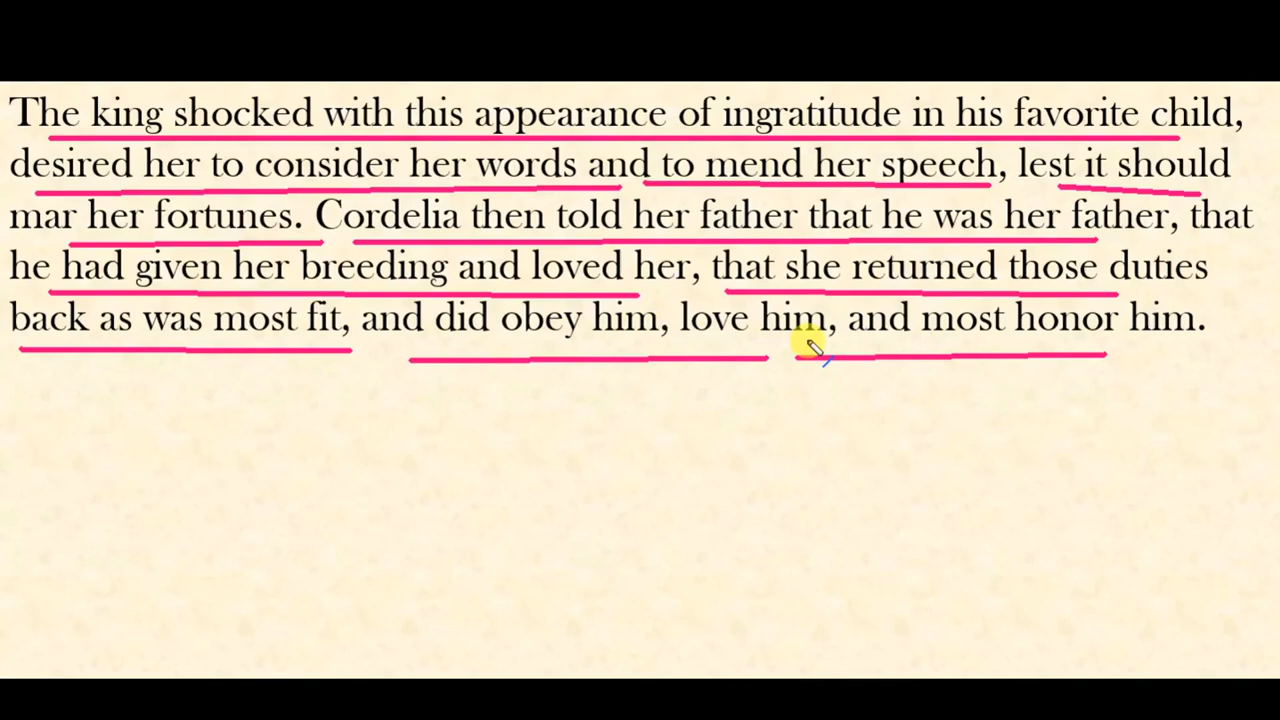 The king shocked with this appearance of ingratitude in his favorite child,
desired her to consider her words and to mend her speech, lest it should
mar her fortunes. Cordelia then told her father that he was her father, that
he had given her breeding and loved her, that she returned those duties
back as was most fit, and did obey him, love him, and most honor him.